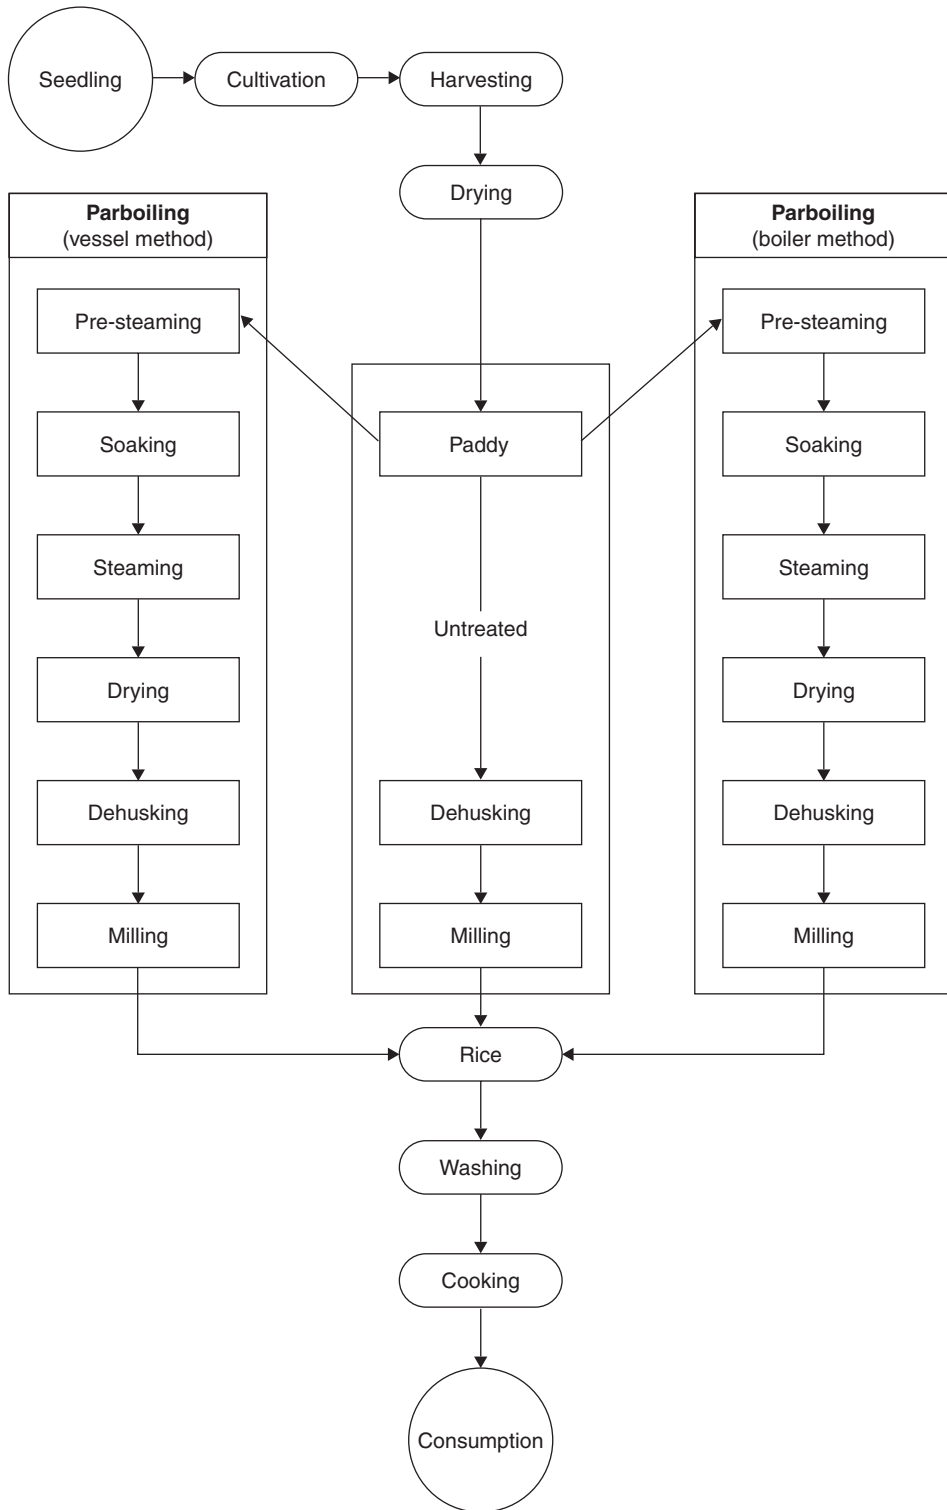 Seedling
Cultivation
Harvesting
Drying
Parboiling
(vessel method)
Pre-steaming
Soaking
Steaming
Drying
Dehusking
Milling
Paddy
Untreated
Dehusking
Milling
Parboiling
(boiler method)
Pre-steaming
Soaking
Steaming
Drying
Dehusking
Milling
Rice
Washing
Cooking
Consumption